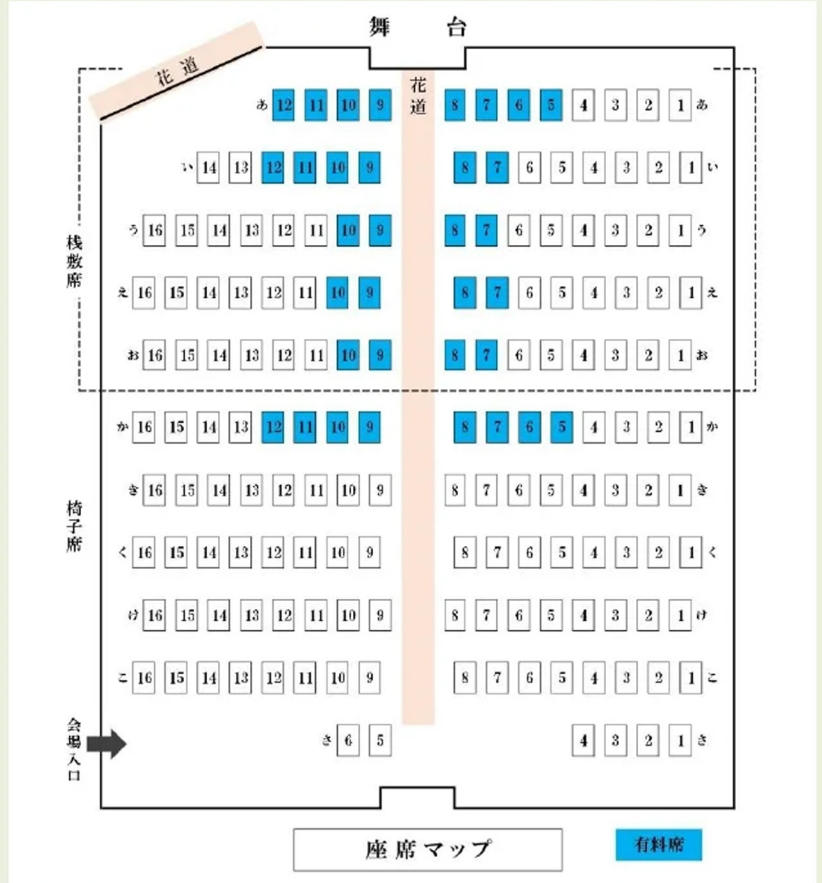 舞 台
花道
花道
あ 12 11 10 9 8 7 6 5 4 3 2 1 あ
い 14 13 12 11 10 9 8 7 6 5 4 3 2 1 い
う 16 15 14 13 12 11 10 9 8 7 6 5 4 3 2 1 う
桟敷席
え 16 15 14 13 12 11 10 9 8 7 6 5 4 3 2 1 え
お 16 15 14 13 12 11 10 9 8 7 6 5 4 3 2 1 お
か 16 15 14 13 12 11 10 9 8 7 6 5 4 3 2 1 か
き 16 15 14 13 12 11 10 9 8 7 6 5 4 3 2 1 き
椅子席
く 16 15 14 13 12 11 10 9 8 7 6 5 4 3 2 1 く
け 16 15 14 13 12 11 10 9 8 7 6 5 4 3 2 1 け
こ 16 15 14 13 12 11 10 9 8 7 6 5 4 3 2 1 こ
会場入口
さ 6 5 4 3 2 1 さ
座席マップ
有料席